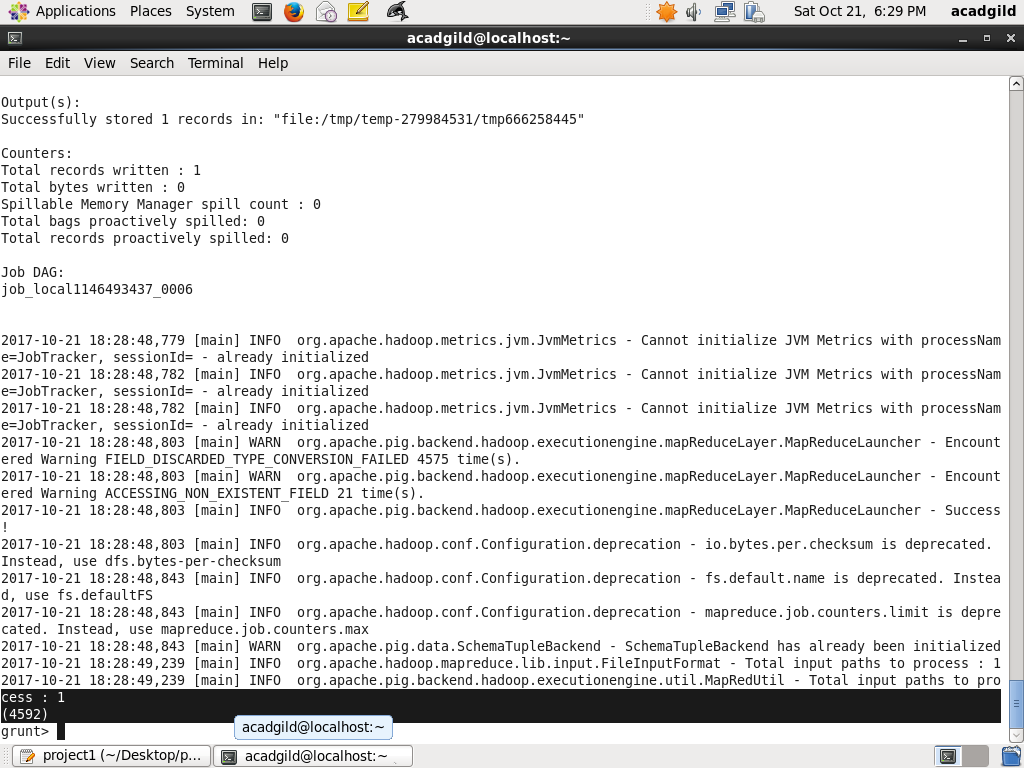 Applications Places System Sat Oct 21, 6:29 PM acadgild
acadgild@localhost:~
File Edit View Search Terminal Help
Output(s):
Successfully stored 1 records in: "file:/tmp/temp-279984531/tmp666258445"
Counters:
Total records written : 1
Total bytes written : 0
Spillable Memory Manager spill count : 0
Total bags proactively spilled: 0
Total records proactively spilled: 0
Job DAG:
job_local1146493437_0006
2017-10-21 18:28:48,779 [main] INFO  org.apache.hadoop.metrics.jvm.JvmMetrics - Cannot initialize JVM Metrics with processNam
e=JobTracker, sessionId= - already initialized
2017-10-21 18:28:48,782 [main] INFO  org.apache.hadoop.metrics.jvm.JvmMetrics - Cannot initialize JVM Metrics with processNam
e=JobTracker, sessionId= - already initialized
2017-10-21 18:28:48,782 [main] INFO  org.apache.hadoop.metrics.jvm.JvmMetrics - Cannot initialize JVM Metrics with processNam
e=JobTracker, sessionId= - already initialized
2017-10-21 18:28:48,803 [main] WARN  org.apache.pig.backend.hadoop.executionengine.mapReduceLayer.MapReduceLauncher - Encount
ered Warning FIELD_DISCARDED_TYPE_CONVERSION_FAILED 4575 time(s).
2017-10-21 18:28:48,803 [main] WARN  org.apache.pig.backend.hadoop.executionengine.mapReduceLayer.MapReduceLauncher - Encount
ered Warning ACCESSING_NON_EXISTENT_FIELD 21 time(s).
2017-10-21 18:28:48,803 [main] INFO  org.apache.pig.backend.hadoop.executionengine.mapReduceLayer.MapReduceLauncher - Success
!
2017-10-21 18:28:48,803 [main] INFO  org.apache.hadoop.conf.Configuration.deprecation - io.bytes.per.checksum is deprecated.
Instead, use dfs.bytes-per-checksum
2017-10-21 18:28:48,843 [main] INFO  org.apache.hadoop.conf.Configuration.deprecation - fs.default.name is deprecated. Instea
d, use fs.defaultFS
2017-10-21 18:28:48,843 [main] INFO  org.apache.hadoop.conf.Configuration.deprecation - mapreduce.job.counters.limit is depre
cated. Instead, use mapreduce.job.counters.max
2017-10-21 18:28:48,843 [main] WARN  org.apache.pig.data.SchemaTupleBackend - SchemaTupleBackend has already been initialized
2017-10-21 18:28:49,239 [main] INFO  org.apache.hadoop.mapreduce.lib.input.FileInputFormat - Total input paths to process : 1
2017-10-21 18:28:49,239 [main] INFO  org.apache.pig.backend.hadoop.executionengine.util.MapRedUtil - Total input paths to pro
cess : 1
(4592)
grunt>
acadgild@localhost:~
project1 (~/Desktop/p... acadgild@localhost:~